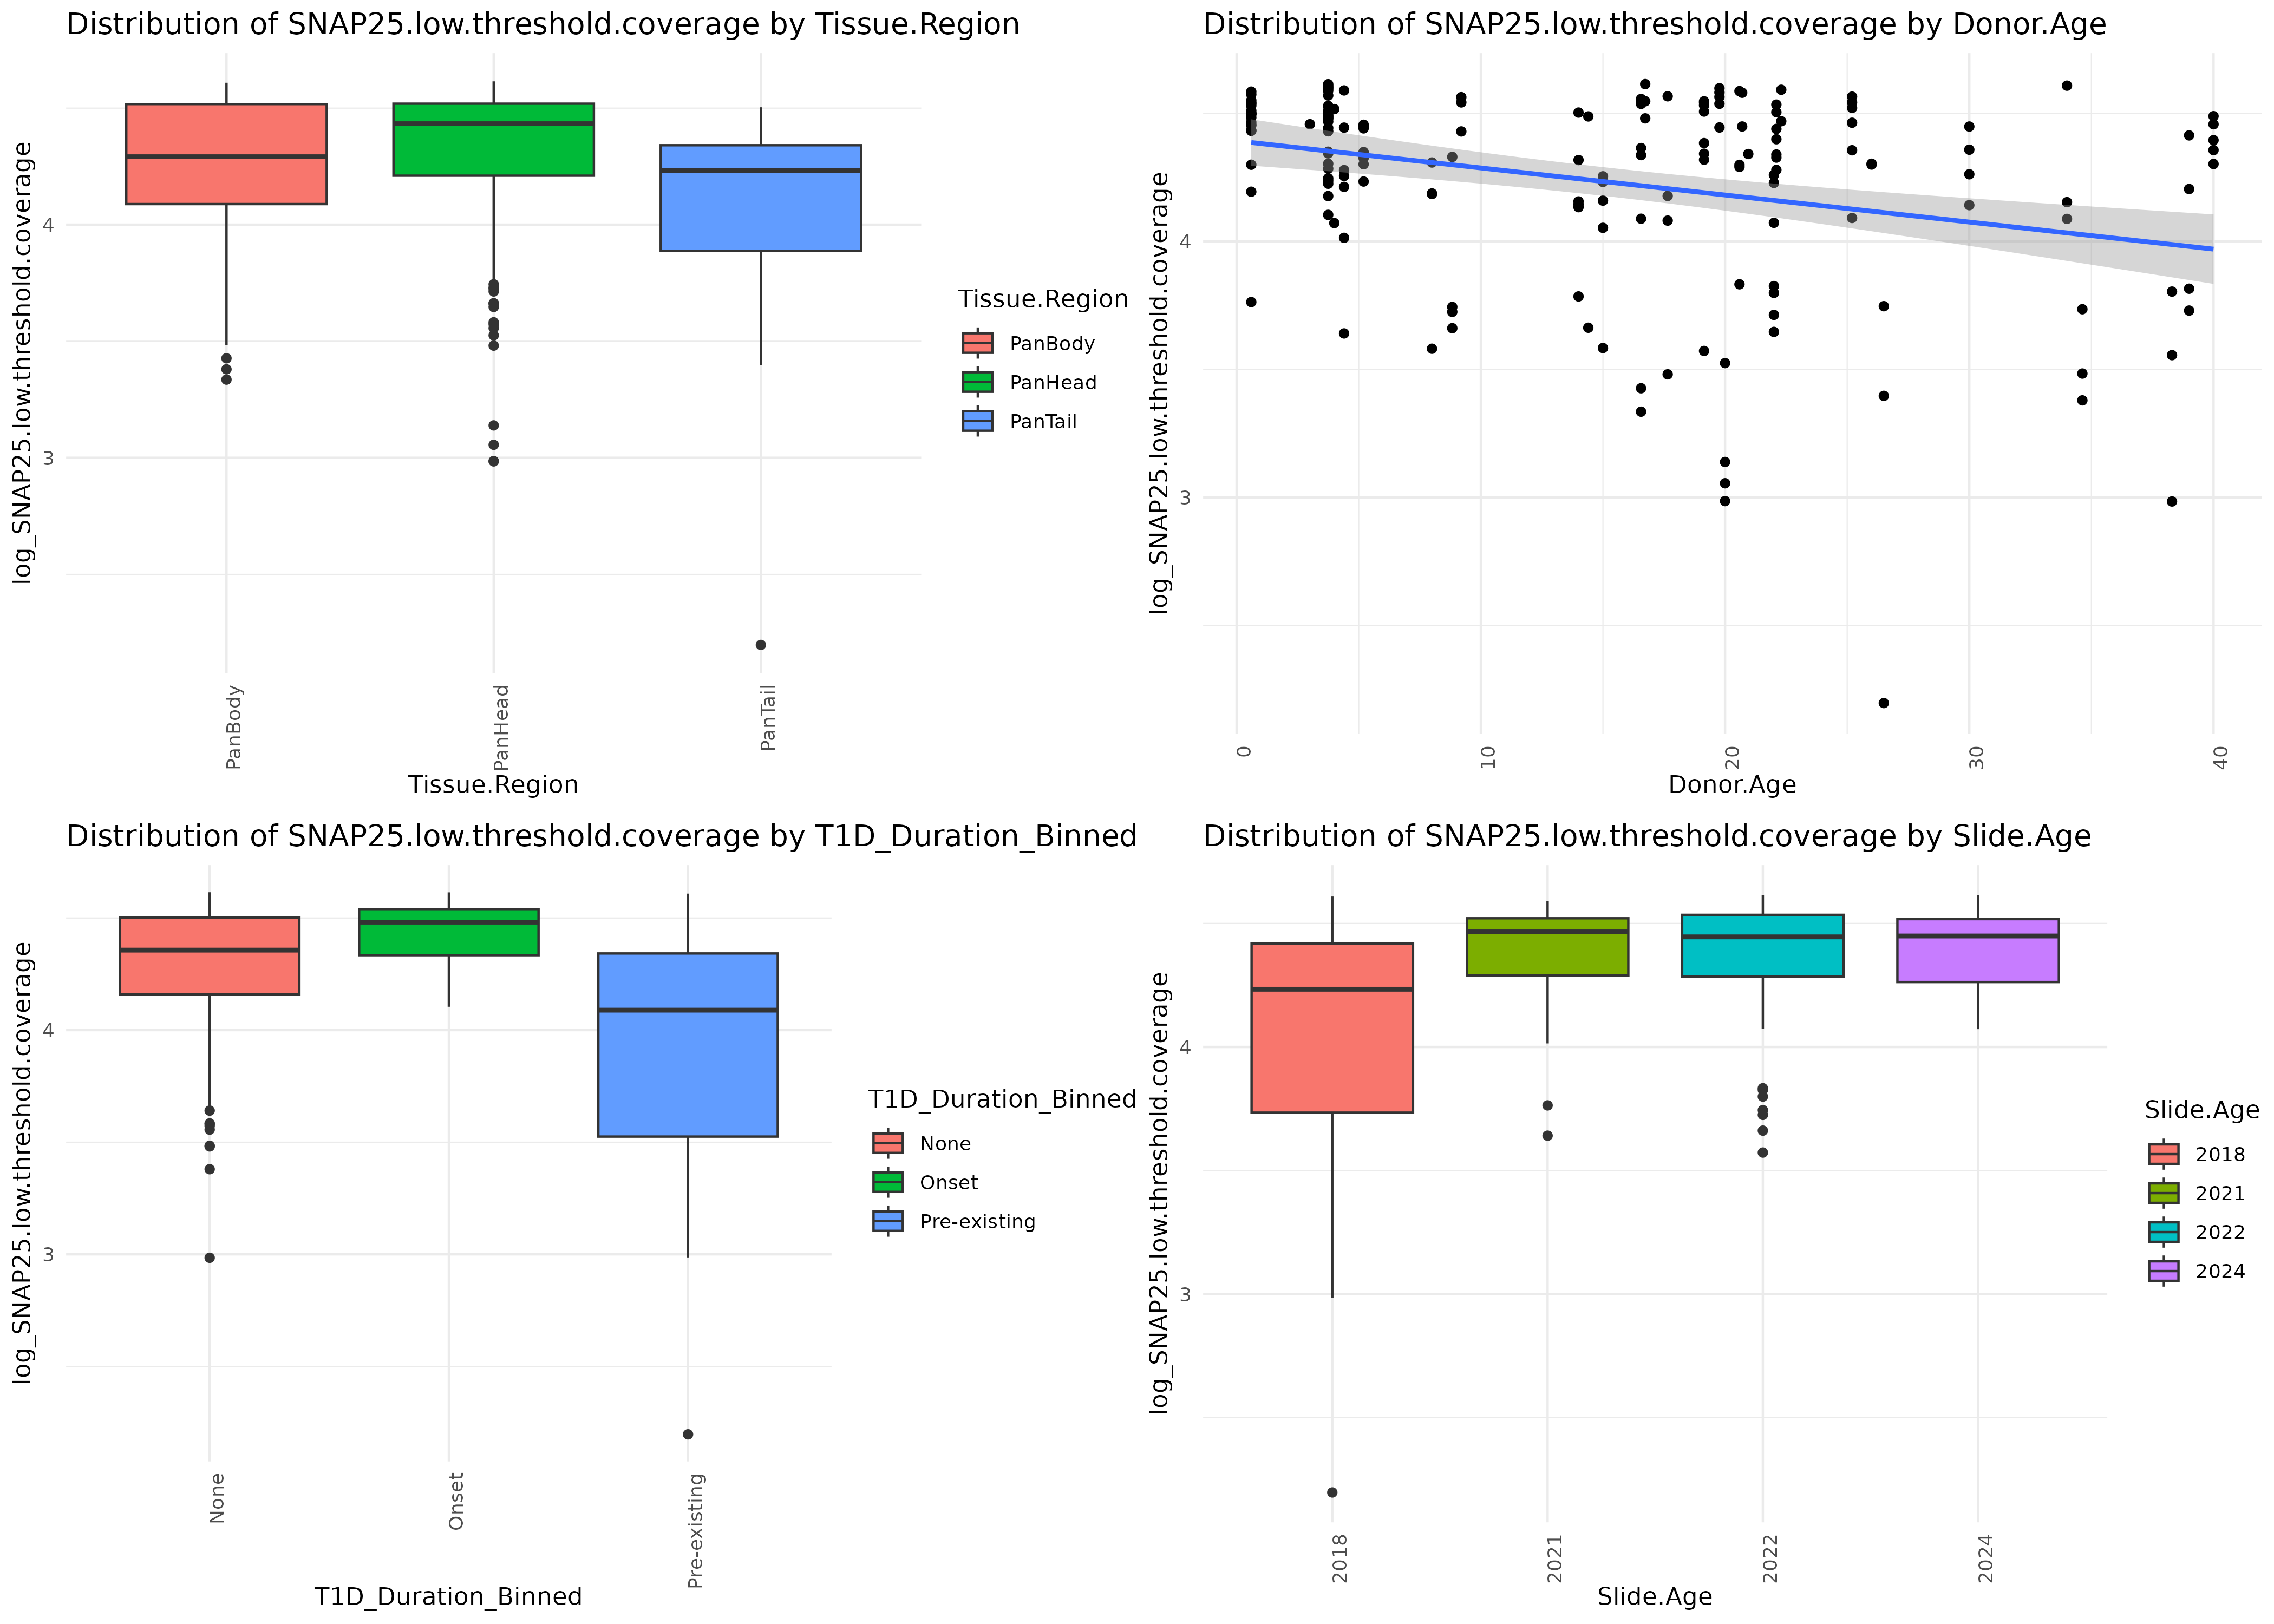 Distribution of SNAP25.low.threshold.coverage by Tissue.Region
log_SNAP25.low.threshold.coverage
4
3
PanBody
PanHead
PanTail
Tissue.Region
Tissue.Region
PanBody
PanHead
PanTail
Distribution of SNAP25.low.threshold.coverage by Donor.Age
log_SNAP25.low.threshold.coverage
4
3
0
10
20
30
40
Donor.Age
Distribution of SNAP25.low.threshold.coverage by T1D_Duration_Binned
log_SNAP25.low.threshold.coverage
4
3
None
Onset
Pre-existing
T1D_Duration_Binned
T1D_Duration_Binned
None
Onset
Pre-existing
Distribution of SNAP25.low.threshold.coverage by Slide.Age
log_SNAP25.low.threshold.coverage
4
3
2018
2021
2022
2024
Slide.Age
Slide.Age
2018
2021
2022
2024